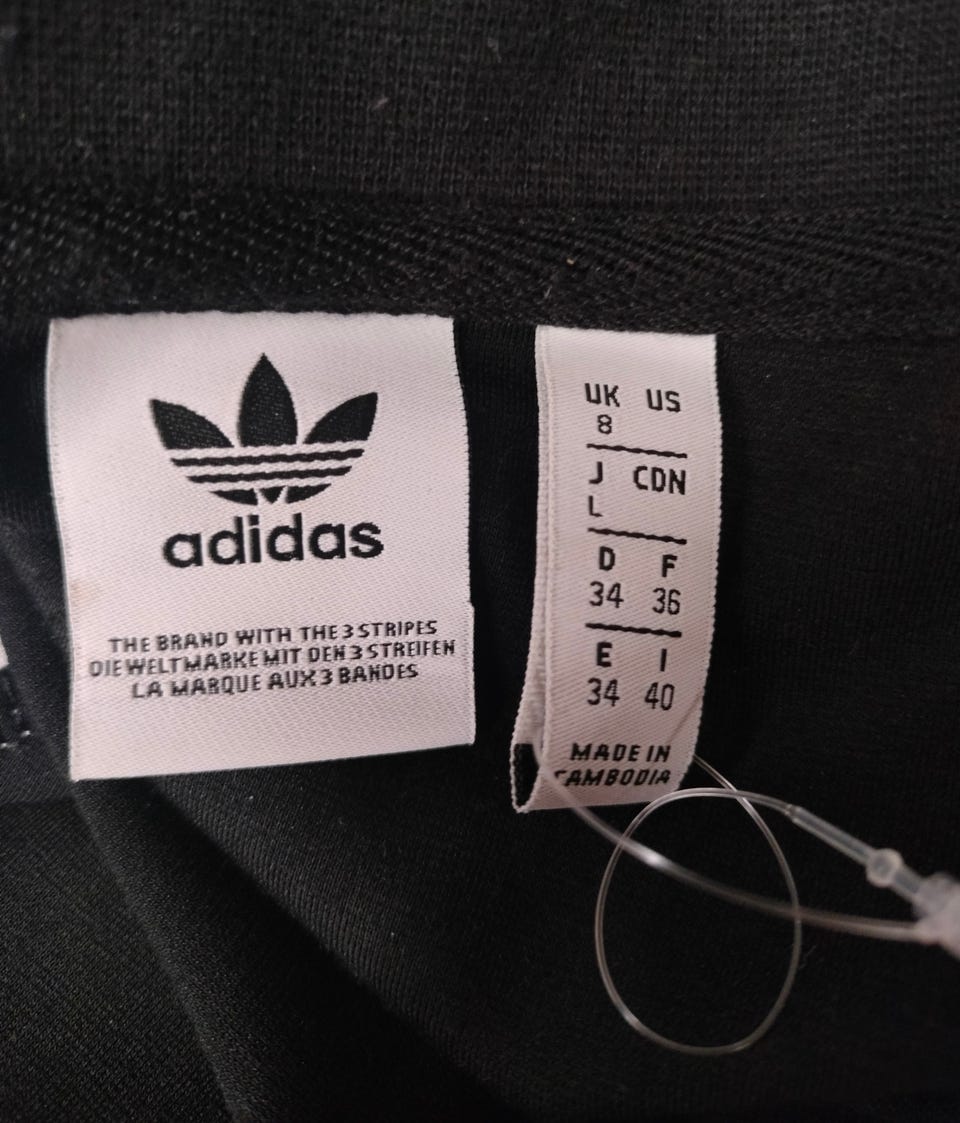 adidas
THE BRAND WITH THE 3 STRIPES
DIE WELTMARKE MIT DEN 3 STREIFEN
LA MARQUE AUX 3 BANDES
UK US
8
J CDN
L
D F
34 36
E I
34 40
MADE IN
CAMBODIA